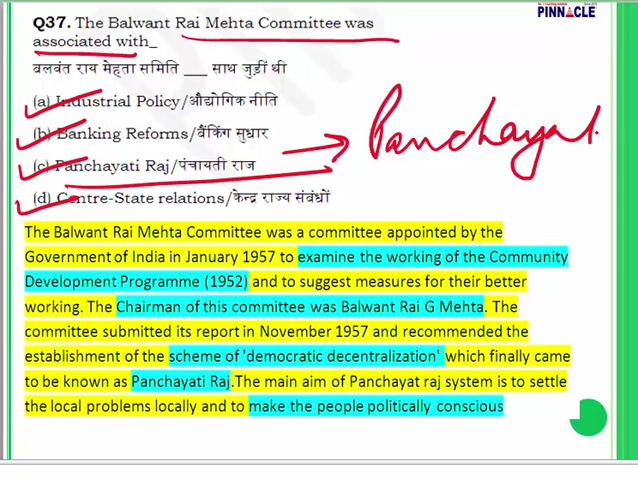 PINNACLE
Q37. The Balwant Rai Mehta Committee was
associated with_
बलवंत राय मेहता समिति ___ साथ जुड़ीं थी
(a) Industrial Policy/औद्योगिक नीति
(b) Banking Reforms/बैंकिंग सुधार
(c) Panchayati Raj/पंचायती राज
Panchayat.
(d) Centre-State relations/केन्द्र राज्य संबंधों
The Balwant Rai Mehta Committee was a committee appointed by the
Government of India in January 1957 to examine the working of the Community
Development Programme (1952) and to suggest measures for their better
working. The Chairman of this committee was Balwant Rai G Mehta. The
committee submitted its report in November 1957 and recommended the
establishment of the scheme of 'democratic decentralization' which finally came
to be known as Panchayati Raj.The main aim of Panchayat raj system is to settle
the local problems locally and to make the people politically conscious